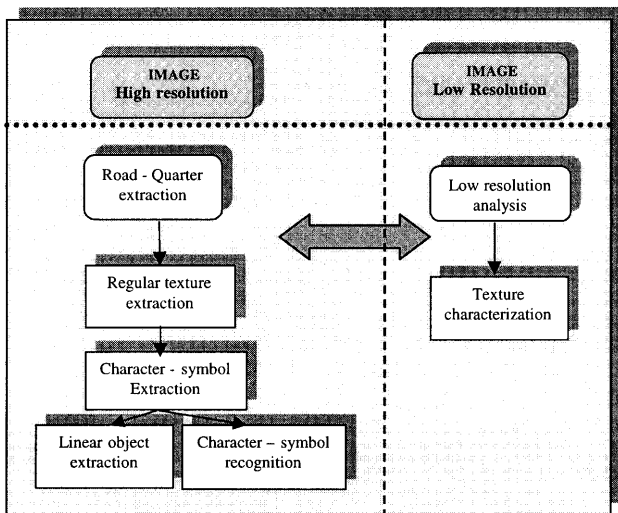 IMAGE
High resolution
IMAGE
Low Resolution
Road - Quarter
extraction
Low resolution
analysis
Regular texture
extraction
Texture
characterization
Character - symbol
Extraction
Linear object
extraction
Character – symbol
recognition